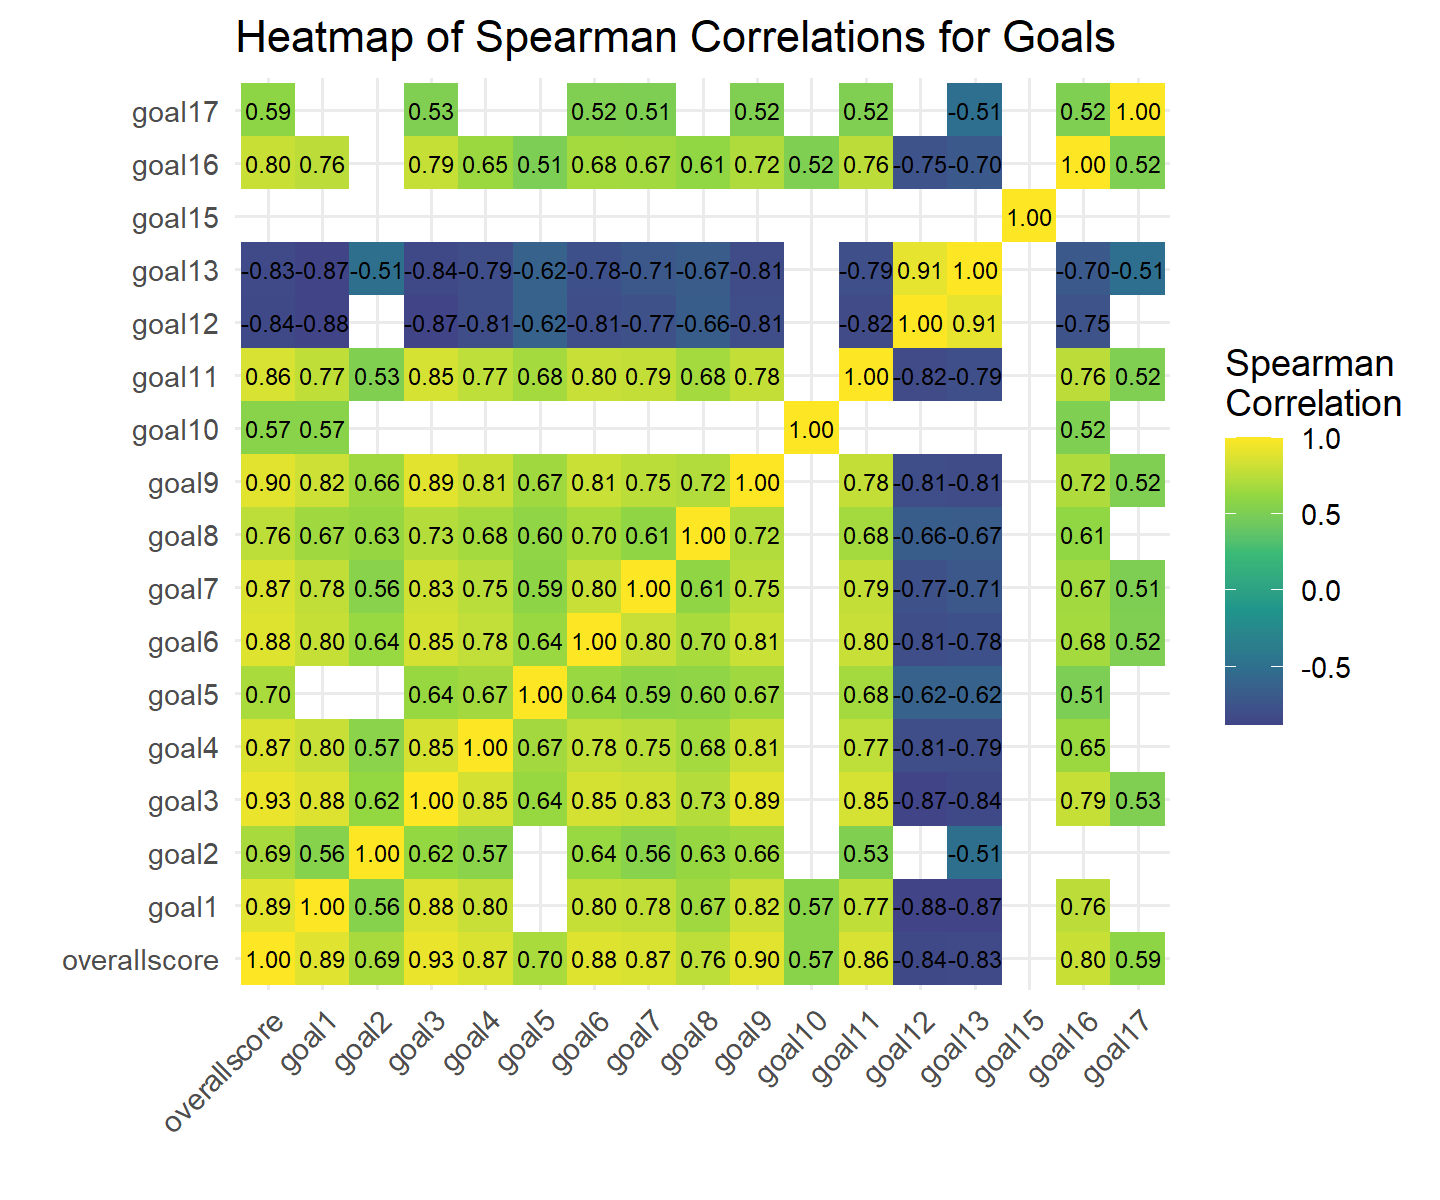 Heatmap of Spearman Correlations for Goals
goal17 0.59 0.53 0.52 0.51 0.52 0.52 -0.51 0.52 1.00
goal16 0.80 0.76 0.79 0.65 0.51 0.68 0.67 0.61 0.72 0.52 0.76 -0.75 -0.70 1.00 0.52
goal15 1.00
goal13 -0.83 -0.87 -0.51 -0.84 -0.79 -0.62 -0.78 -0.71 -0.67 -0.81 -0.79 0.91 1.00 -0.70 -0.51
goal12 -0.84 -0.88 -0.87 -0.81 -0.62 -0.81 -0.77 -0.66 -0.81 -0.82 1.00 0.91 -0.75
goal11 0.86 0.77 0.53 0.85 0.77 0.68 0.80 0.79 0.68 0.78 1.00 -0.82 -0.79 0.76 0.52
goal10 0.57 0.57 1.00 0.52
goal9 0.90 0.82 0.66 0.89 0.81 0.67 0.81 0.75 0.72 1.00 0.78 -0.81 -0.81 0.72 0.52
goal8 0.76 0.67 0.63 0.73 0.68 0.60 0.70 0.61 1.00 0.72 0.68 -0.66 -0.67 0.61
goal7 0.87 0.78 0.56 0.83 0.75 0.59 0.80 1.00 0.61 0.75 0.79 -0.77 -0.71 0.67 0.51
goal6 0.88 0.80 0.64 0.85 0.78 0.64 1.00 0.80 0.70 0.81 0.80 -0.81 -0.78 0.68 0.52
goal5 0.70 0.64 0.67 1.00 0.64 0.59 0.60 0.67 0.68 -0.62 -0.62 0.51
goal4 0.87 0.80 0.57 0.85 1.00 0.67 0.78 0.75 0.68 0.81 0.77 -0.81 -0.79 0.65
goal3 0.93 0.88 0.62 1.00 0.85 0.64 0.85 0.83 0.73 0.89 0.85 -0.87 -0.84 0.79 0.53
goal2 0.69 0.56 1.00 0.62 0.57 0.64 0.56 0.63 0.66 0.53 -0.51
goal1 0.89 1.00 0.56 0.88 0.80 0.80 0.78 0.67 0.82 0.57 0.77 -0.88 -0.87 0.76
overallscore 1.00 0.89 0.69 0.93 0.87 0.70 0.88 0.87 0.76 0.90 0.57 0.86 -0.84 -0.83 0.80 0.59
overallscore goal1 goal2 goal3 goal4 goal5 goal6 goal7 goal8 goal9 goal10 goal11 goal12 goal13 goal15 goal16 goal17
Spearman
Correlation
1.0
0.5
0.0
-0.5